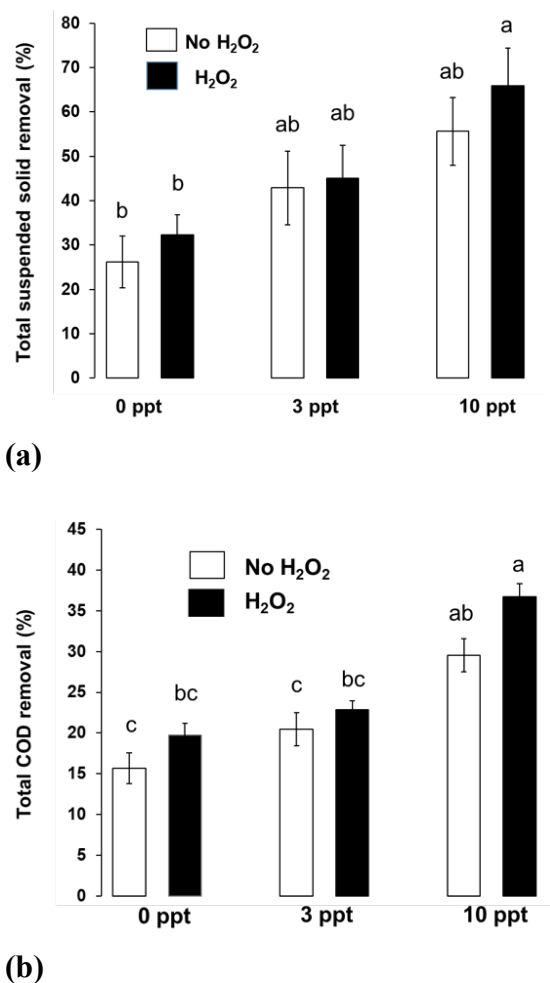 Total suspended solid removal (%)
80
70
60
50
40
30
20
10
0
No H₂O₂
H₂O₂
b
b
ab
ab
ab
a
0 ppt
3 ppt
10 ppt
(a)
Total COD removal (%)
45
40
35
30
25
20
15
10
5
0
No H₂O₂
H₂O₂
c
bc
c
bc
ab
a
0 ppt
3 ppt
10 ppt
(b)